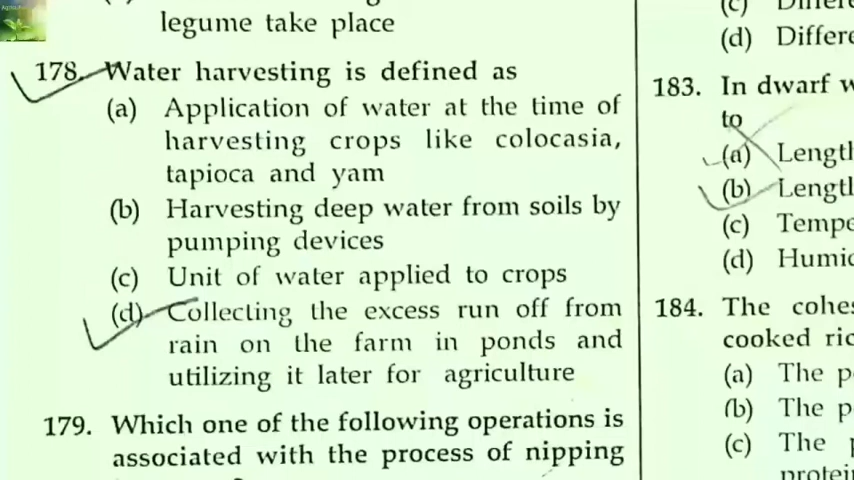 legume take place
178. Water harvesting is defined as
(a) Application of water at the time of
harvesting crops like colocasia,
tapioca and yam
(b) Harvesting deep water from soils by
pumping devices
(c) Unit of water applied to crops
(d) Collecting the excess run off from
rain on the farm in ponds and
utilizing it later for agriculture
179. Which one of the following operations is
associated with the process of nipping
(c)
(d) Differe
183. In dwarf w
to
(a) Lengtl
(b) Lengtl
(c) Tempe
(d) Humic
184. The cohes
cooked ric
(a) The p
(b) The p
(c) The
protein